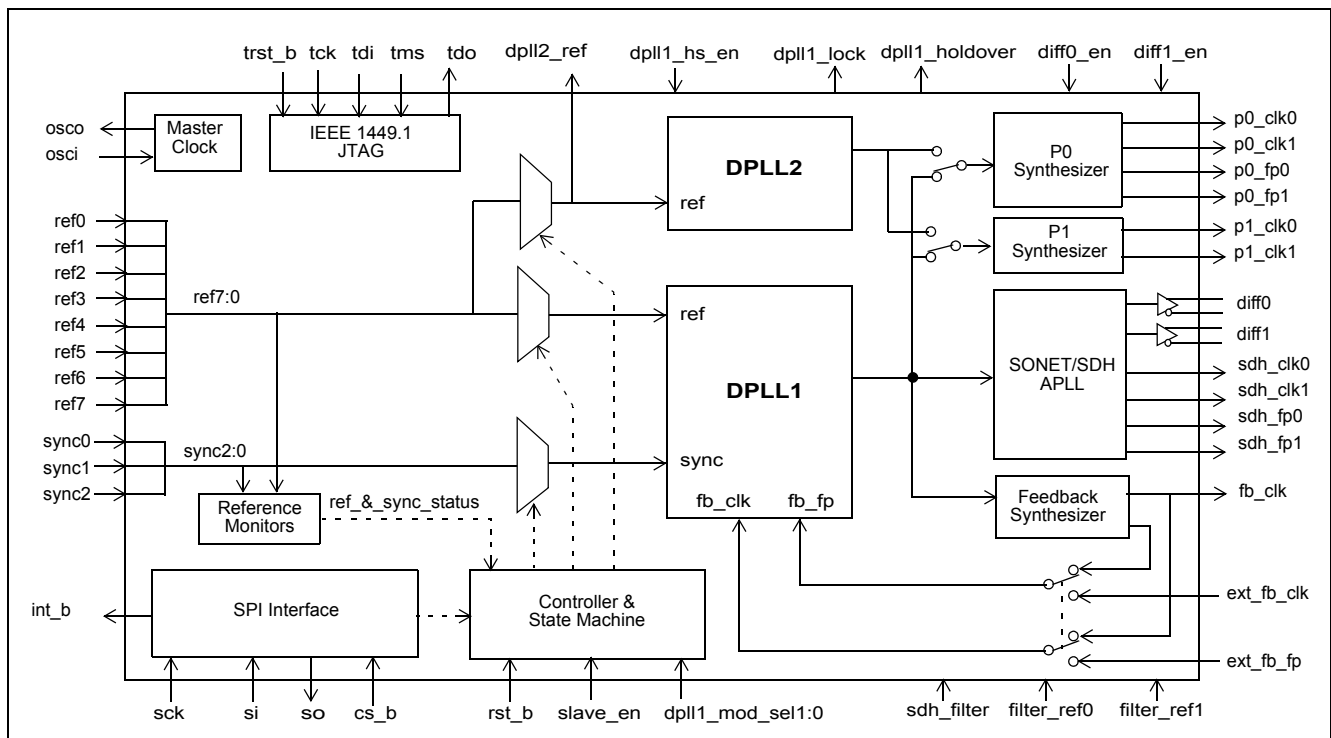 trst_b
tck
tdi
tms
tdo
dpll2_ref
dpll1_hs_en
dpll1_lock
dpll1_holdover
diff0_en
diff1_en
osco
osci
Master
Clock
IEEE 1449.1
JTAG
DPLL2
ref
P0
Synthesizer
p0_clk0
p0_clk1
p0_fp0
p0_fp1
P1
Synthesizer
p1_clk0
p1_clk1
ref0
ref1
ref2
ref3
ref4
ref5
ref6
ref7
ref7:0
ref
DPLL1
sync
fb_clk
fb_fp
SONET/SDH
APLL
diff0
diff1
sdh_clk0
sdh_clk1
sdh_fp0
sdh_fp1
sync0
sync1
sync2
sync2:0
Reference
Monitors
ref_&_sync_status
Feedback
Synthesizer
fb_clk
int_b
SPI Interface
Controller &
State Machine
ext_fb_clk
ext_fb_fp
sck
si
so
cs_b
rst_b
slave_en
dpll1_mod_sel1:0
sdh_filter
filter_ref0
filter_ref1